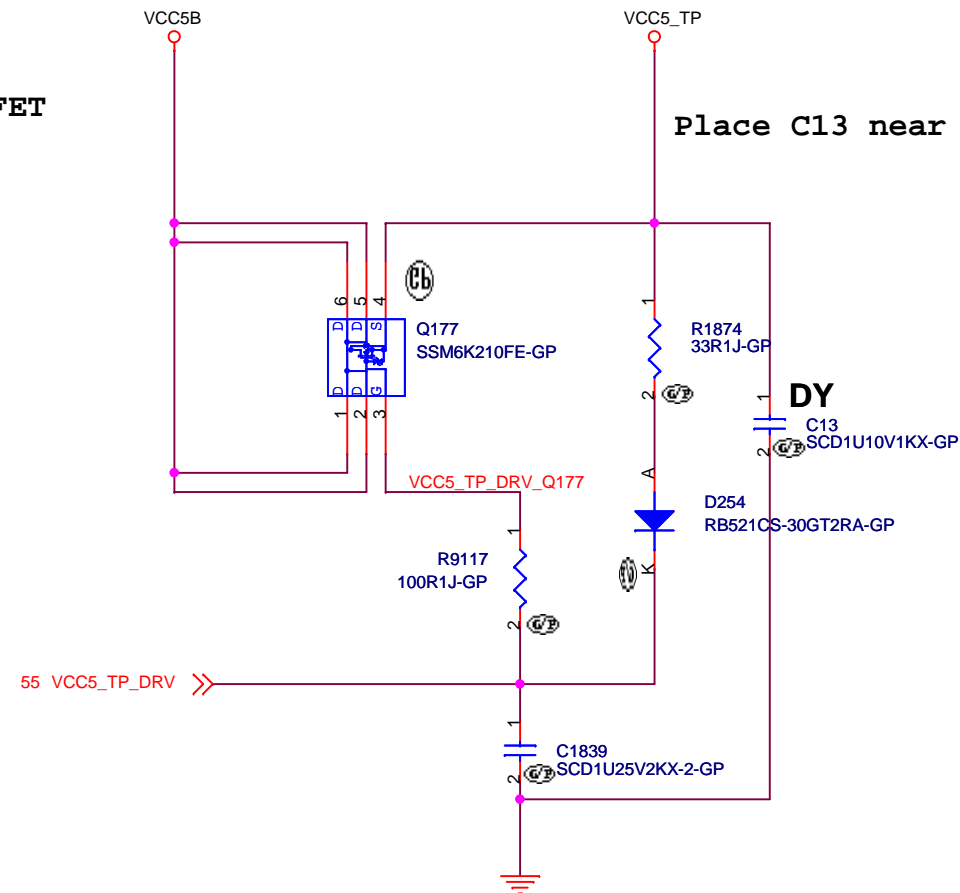 VCC5B
VCC5_TP
FET
Place C13 near
6
5
4
D
D
S
Q177
SSM6K210FE-GP
D
D
G
1
2
3
1
R1874
33R1J-GP
2
G/P
DY
1
C13
SCD1U10V1KX-GP
2
G/P
VCC5_TP_DRV_Q177
A
D254
RB521CS-30GT2RA-GP
K
1
R9117
100R1J-GP
2
G/P
55 VCC5_TP_DRV
1
C1839
SCD1U25V2KX-2-GP
2
G/P